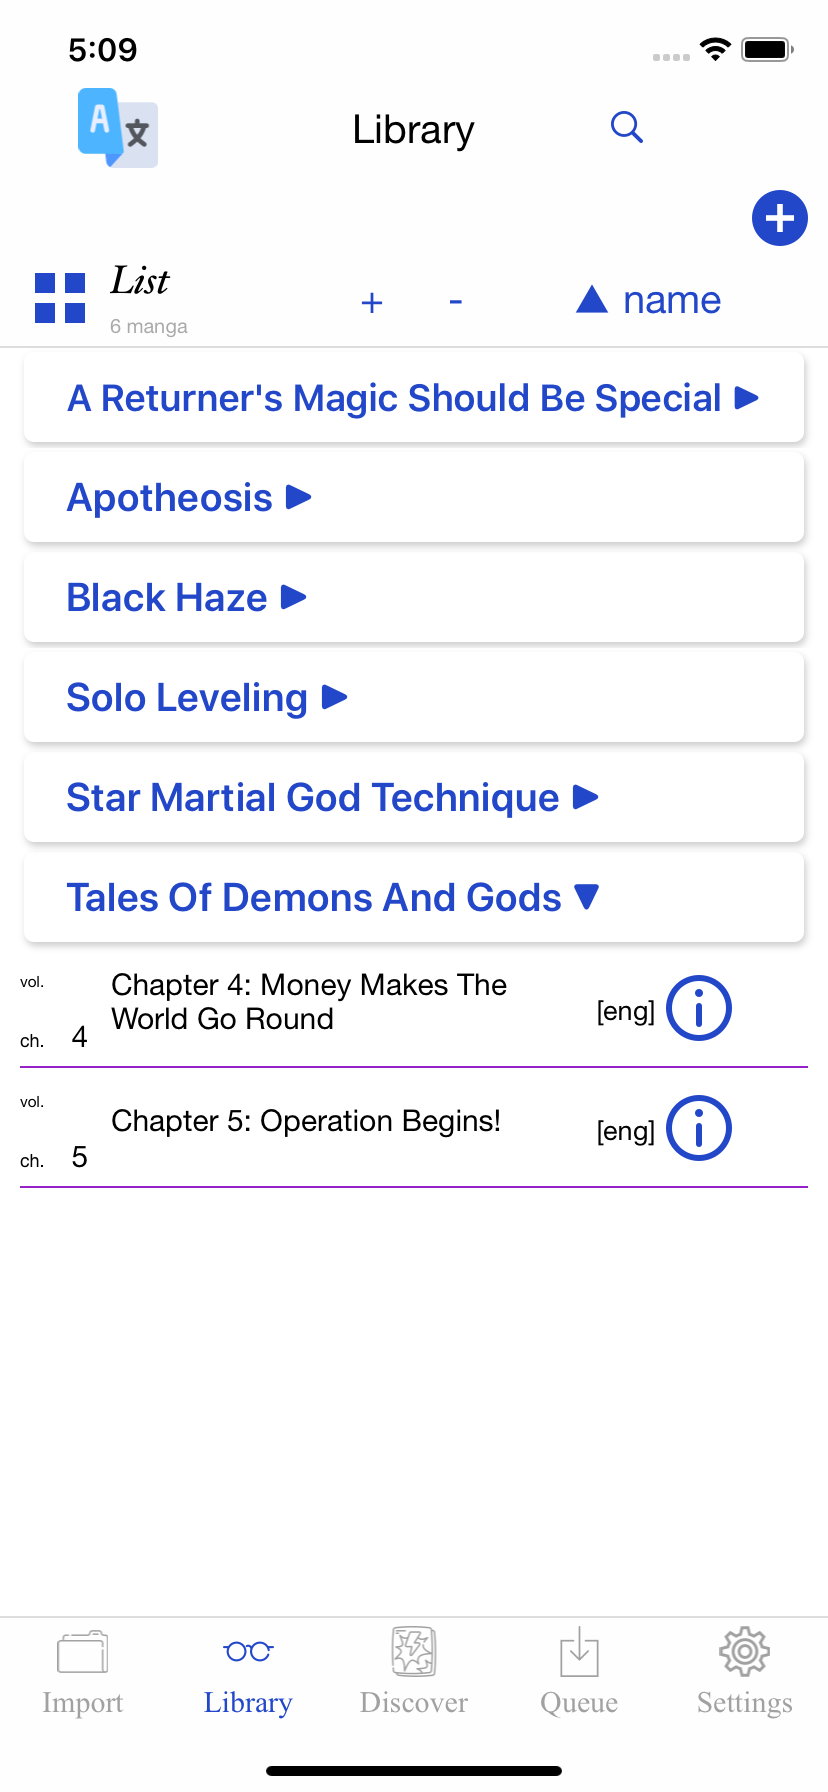 5:09
A 文
Library
List
6 manga
+ - ▲ name
A Returner's Magic Should Be Special ▶
Apotheosis ▶
Black Haze ▶
Solo Leveling ▶
Star Martial God Technique ▶
Tales Of Demons And Gods ▼
vol.
Chapter 4: Money Makes The
World Go Round
[eng]
ch. 4
vol.
Chapter 5: Operation Begins!
[eng]
ch. 5
Import
Library
Discover
Queue
Settings